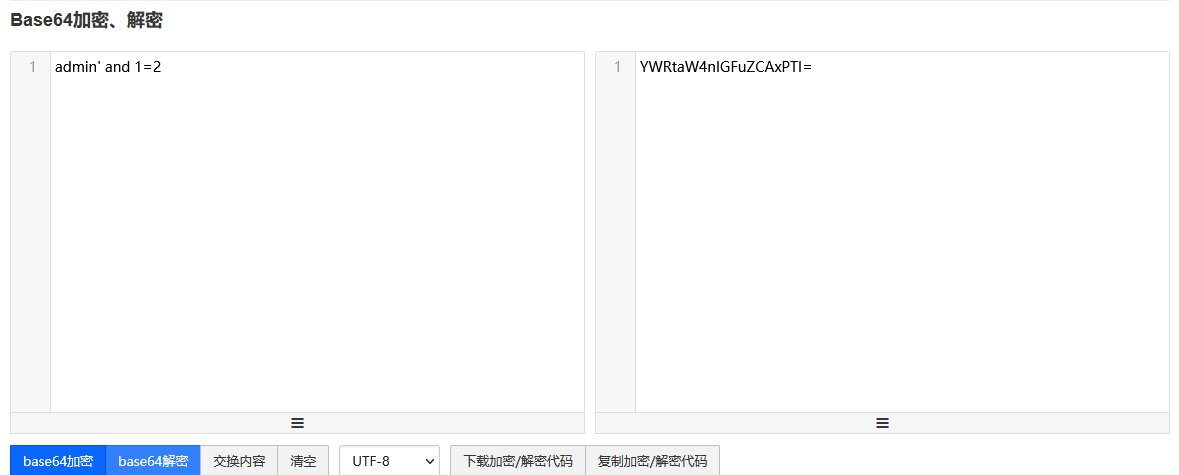 Base64加密、解密
1 admin' and 1=2
1 YWRtaW4nIGFuZCAxPTI=
base64加密 base64解密 交换内容 清空 UTF-8 下载加密/解密代码 复制加密/解密代码